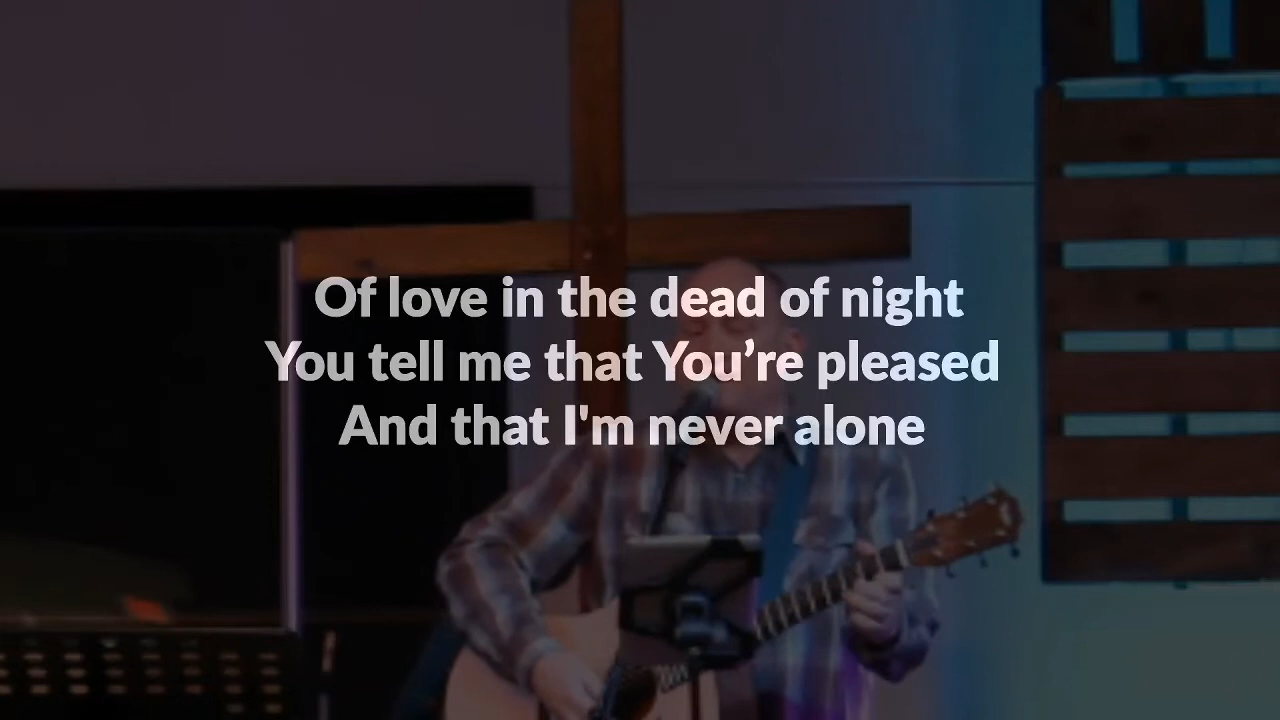 Of love in the dead of night
You tell me that You’re pleased
And that I'm never alone